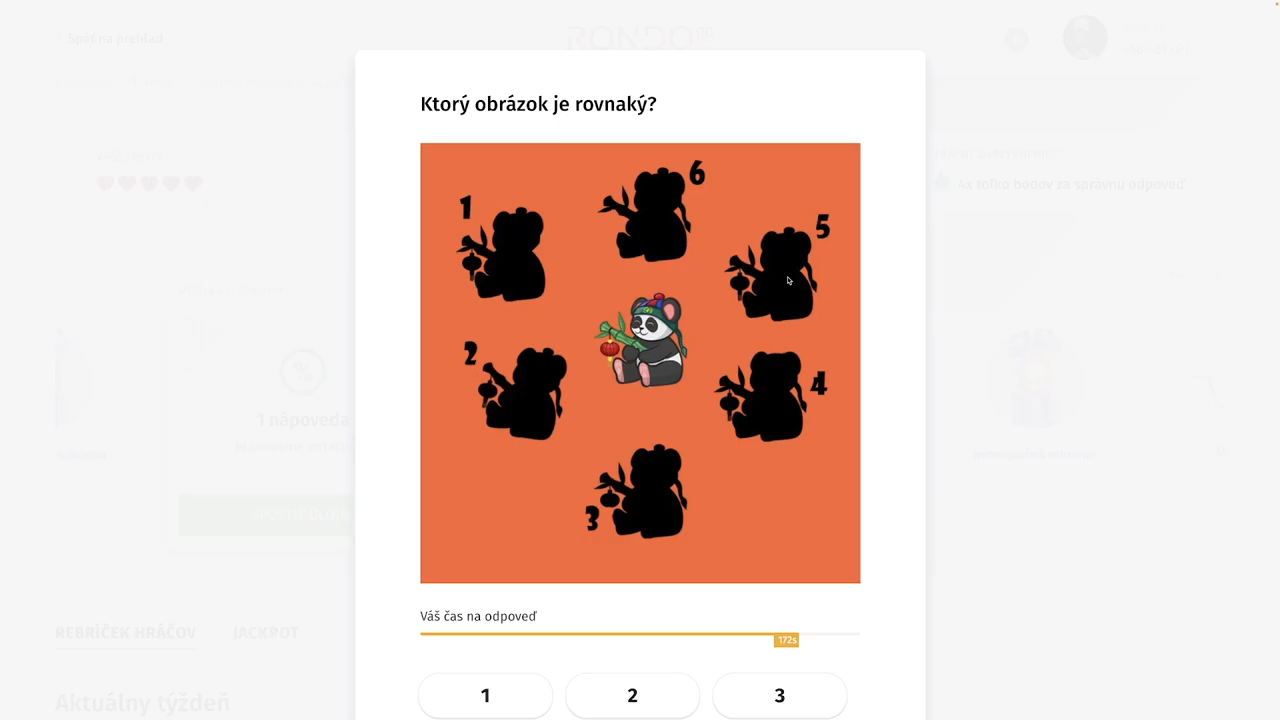 Späť na prehľad
RONDO
Ktorý obrázok je rovnaký?
6
1
5
4x toľko bodov za správnu odpoveď
2
4
1 nápoveda
3
Váš čas na odpoveď
172s
REBRÍČEK HRÁČOV
JACKPOT
1
2
3
Aktuálny týždeň